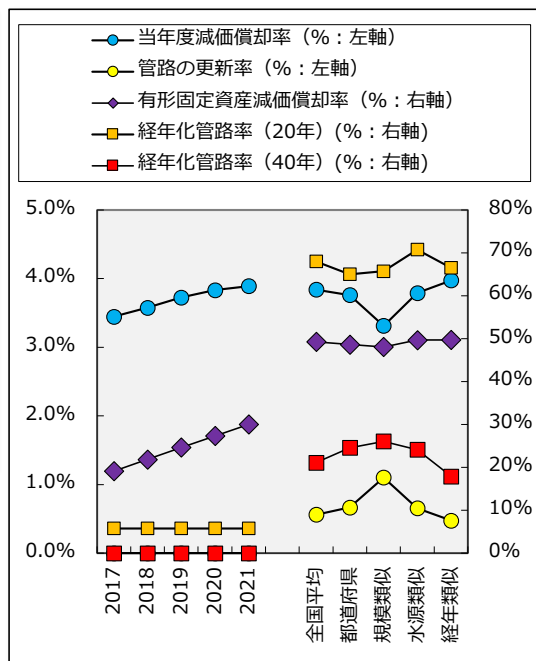 当年度減価償却率（%：左軸）
管路の更新率（%：左軸）
有形固定資産減価償却率（%：右軸）
経年化管路率（20年）(%：右軸)
経年化管路率（40年）(%：右軸)
5.0%
4.0%
3.0%
2.0%
1.0%
0.0%
80%
70%
60%
50%
40%
30%
20%
10%
0%
2017
2018
2019
2020
2021
全国平均
都道府県
規模類似
水源類似
経年類似